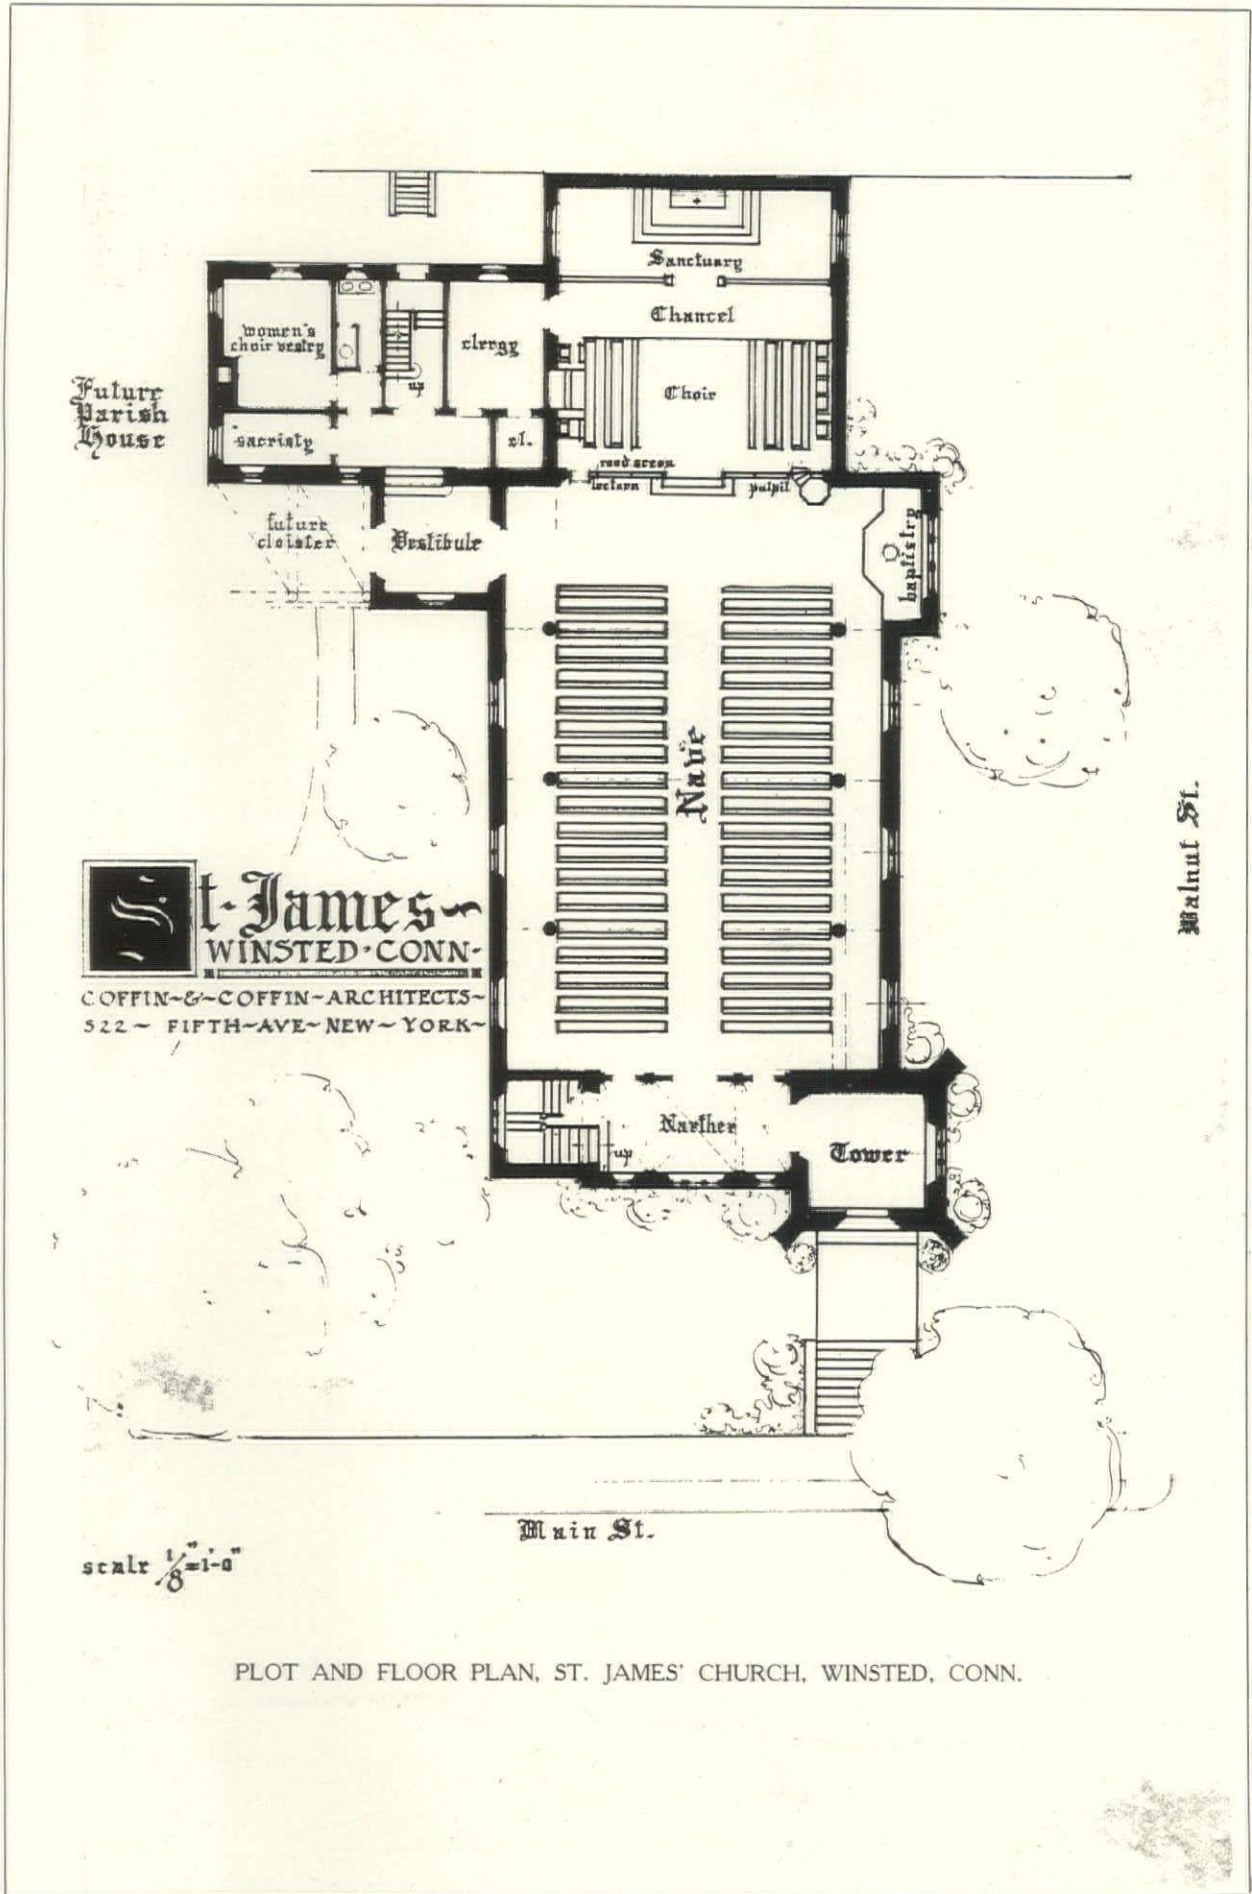 Sanctuary
Chancel
women's
choir vestry
clergy
up
Choir
Future
Parish
House
sacristy
cl.
rood screen
lectern
pulpit
future
cloister
Vestibule
baptistry
Nave
Walnut St.
St. James
WINSTED·CONN·
COFFIN~&~COFFIN~ARCHITECTS~
522~ FIFTH~AVE~NEW~YORK~
Narthex
up
Tower
Main St.
scale 1/8"=1'-0"
PLOT AND FLOOR PLAN, ST. JAMES' CHURCH, WINSTED, CONN.